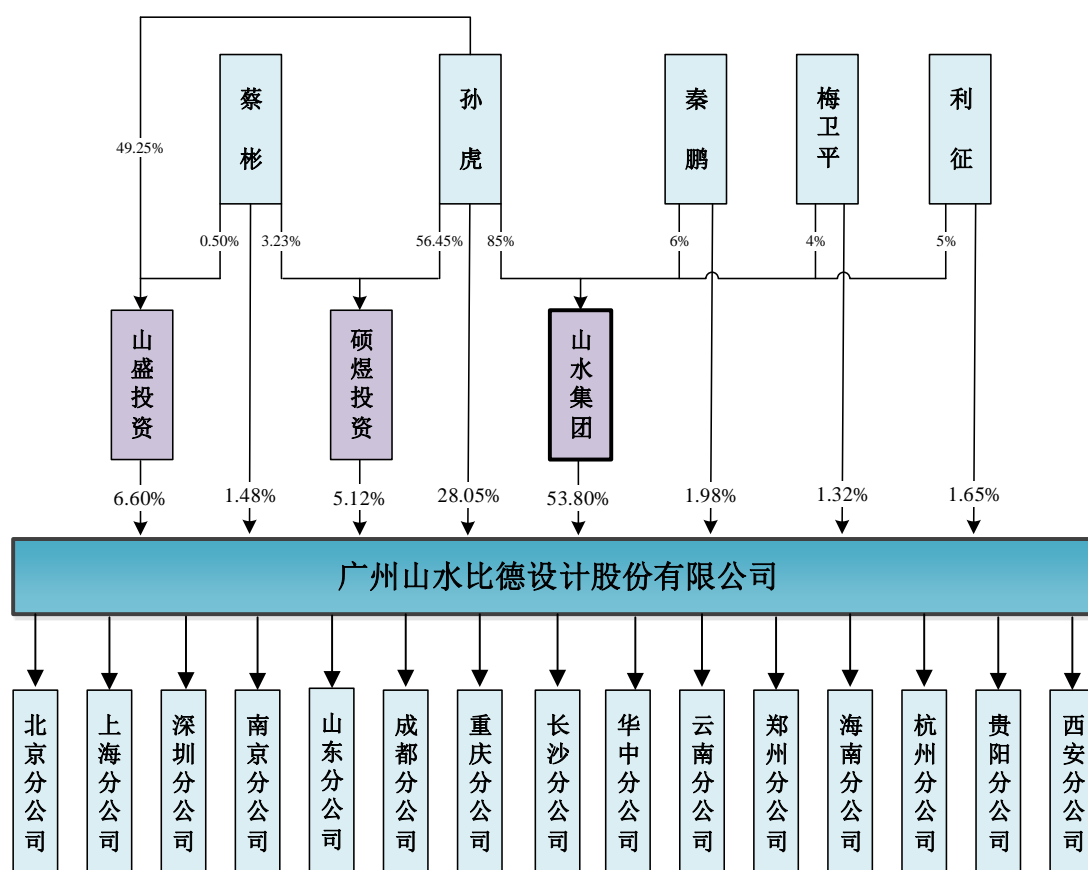 蔡彬
孙虎
秦鹏
梅卫平
利征
49.25%
0.50%
3.23%
56.45%
85%
6%
4%
5%
山盛投资
硕煜投资
山水集团
6.60%
1.48%
5.12%
28.05%
53.80%
1.98%
1.32%
1.65%
广州山水比德设计股份有限公司
北京分公司
上海分公司
深圳分公司
南京分公司
山东分公司
成都分公司
重庆分公司
长沙分公司
华中分公司
云南分公司
郑州分公司
海南分公司
杭州分公司
贵阳分公司
西安分公司